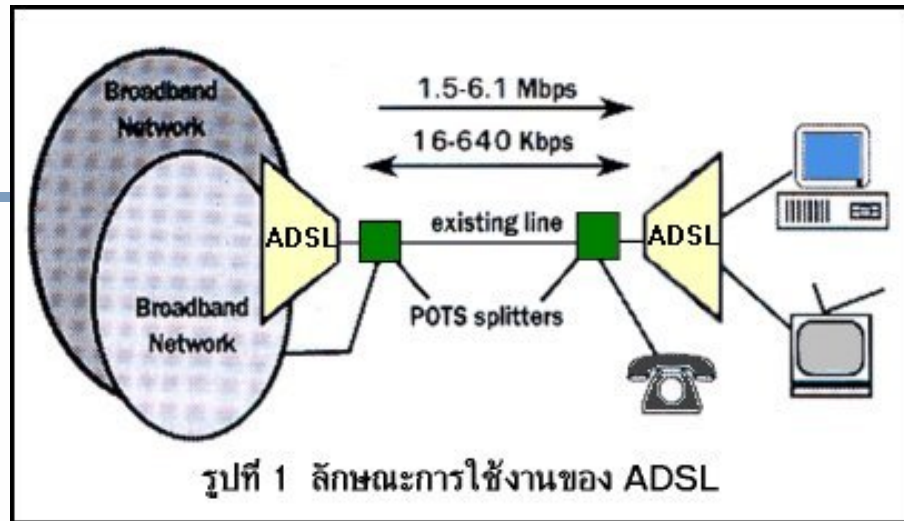 Broadband
Network
1.5-6.1 Mbps
16-640 Kbps
ADSL
existing line
ADSL
Broadband
Network
POTS splitters
รูปที่ 1 ลักษณะการใช้งานของ ADSL